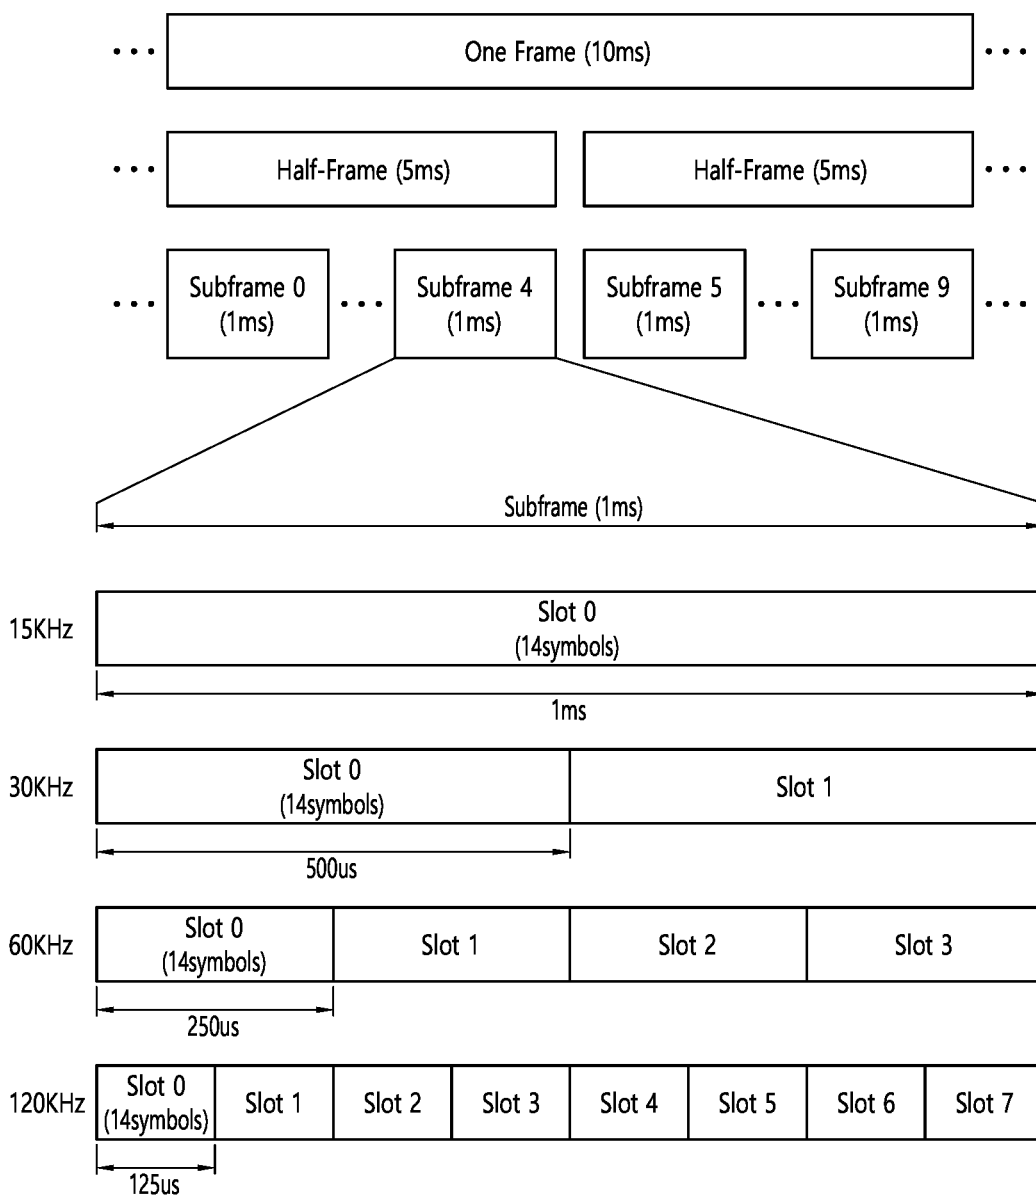 One Frame (10ms)
Half-Frame (5ms)
Half-Frame (5ms)
Subframe 0
(1ms)
Subframe 4
(1ms)
Subframe 5
(1ms)
Subframe 9
(1ms)
Subframe (1ms)
15KHz
Slot 0
(14symbols)
1ms
30KHz
Slot 0
(14symbols)
Slot 1
500us
60KHz
Slot 0
(14symbols)
Slot 1
Slot 2
Slot 3
250us
120KHz
Slot 0
(14symbols)
Slot 1
Slot 2
Slot 3
Slot 4
Slot 5
Slot 6
Slot 7
125us